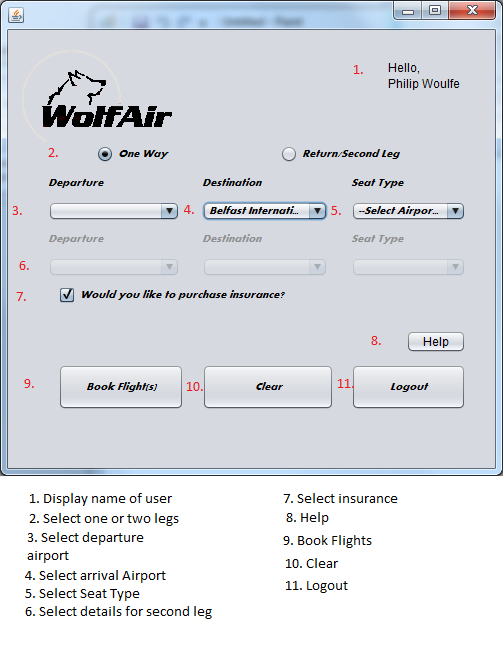 1. Hello,
Philip Woulfe
WolfAir
2. One Way Return/Second Leg
Departure Destination Seat Type
3. 4. Belfast Internati... 5. --Select Airpor...
Departure Destination Seat Type
6.
7. Would you like to purchase insurance?
8. Help
9. Book Flight(s) 10. Clear 11. Logout
1. Display name of user
2. Select one or two legs
3. Select departure
airport
4. Select arrival Airport
5. Select Seat Type
6. Select details for second leg
7. Select insurance
8. Help
9. Book Flights
10. Clear
11. Logout